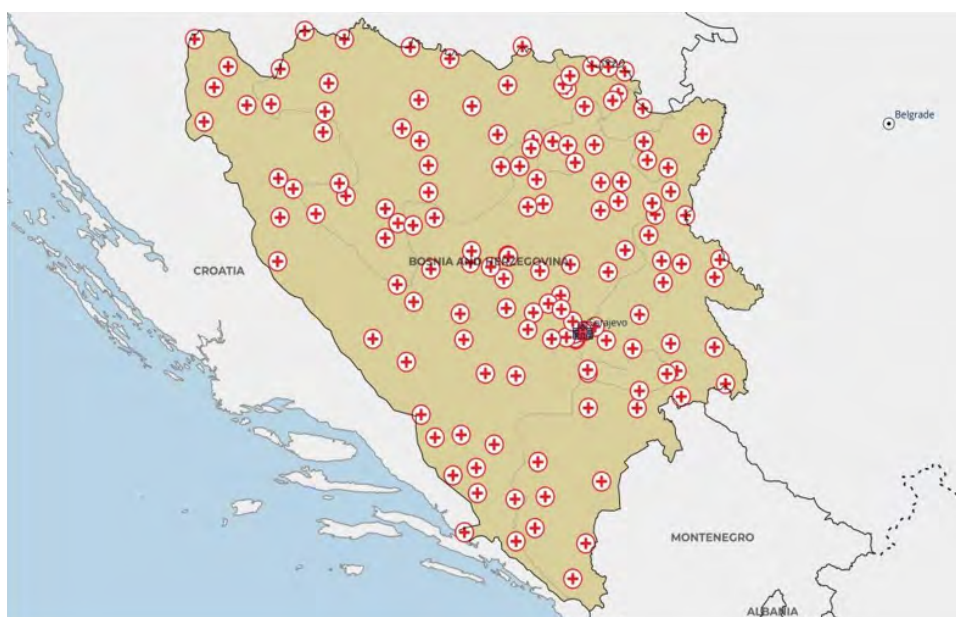 Belgrade
BOSNIA AND HERZEGOVINA
CROATIA
Sarajevo
MONTENEGRO
ALBANIA